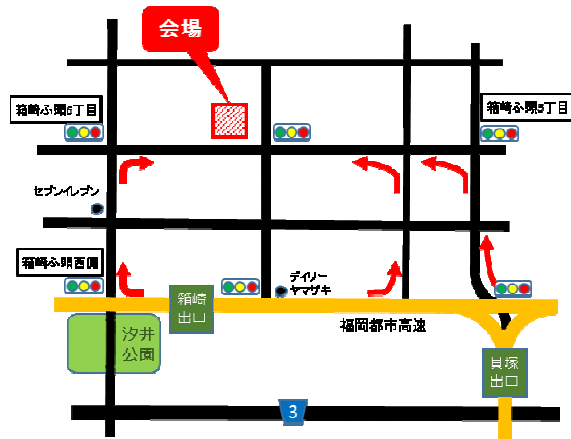 会場
箱崎ふ頭6丁目
箱崎ふ頭5丁目
セブンイレブン
箱崎ふ頭西側
デイリー
ヤマザキ
箱崎
出口
福岡都市高速
汐井
公園
貝塚
出口
3